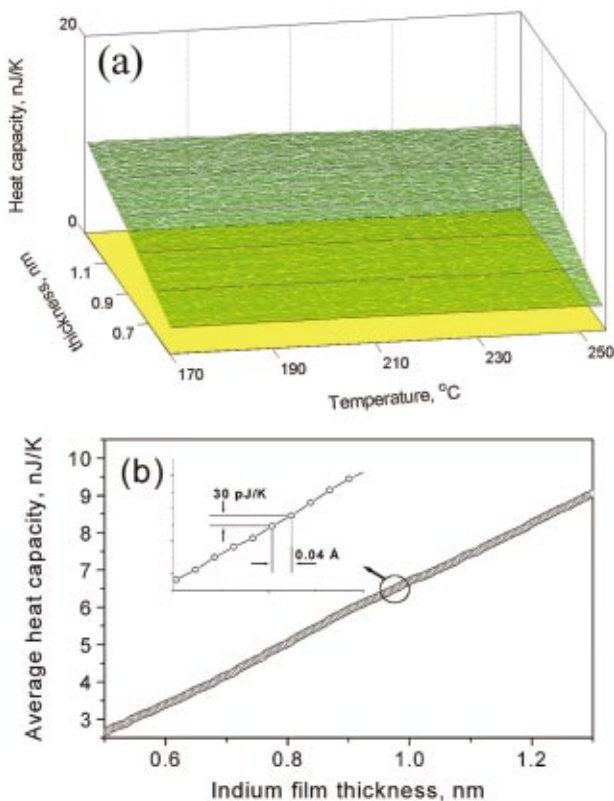 20
(a)
10
0
Heat capacity, nJ/K
1.1
0.9
0.7
thickness, nm
170
190
210
230
250
Temperature, °C
(b)
10
9
8
7
6
5
4
3
Average heat capacity, nJ/K
30 pJ/K
0.04 Å
0.6
0.8
1.0
1.2
Indium film thickness, nm